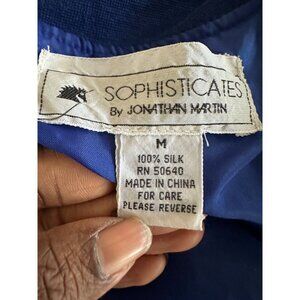 SOPHISTICATES
By JONATHAN MARTIN
M
100% SILK
RN 50640
MADE IN CHINA
FOR CARE
PLEASE REVERSE